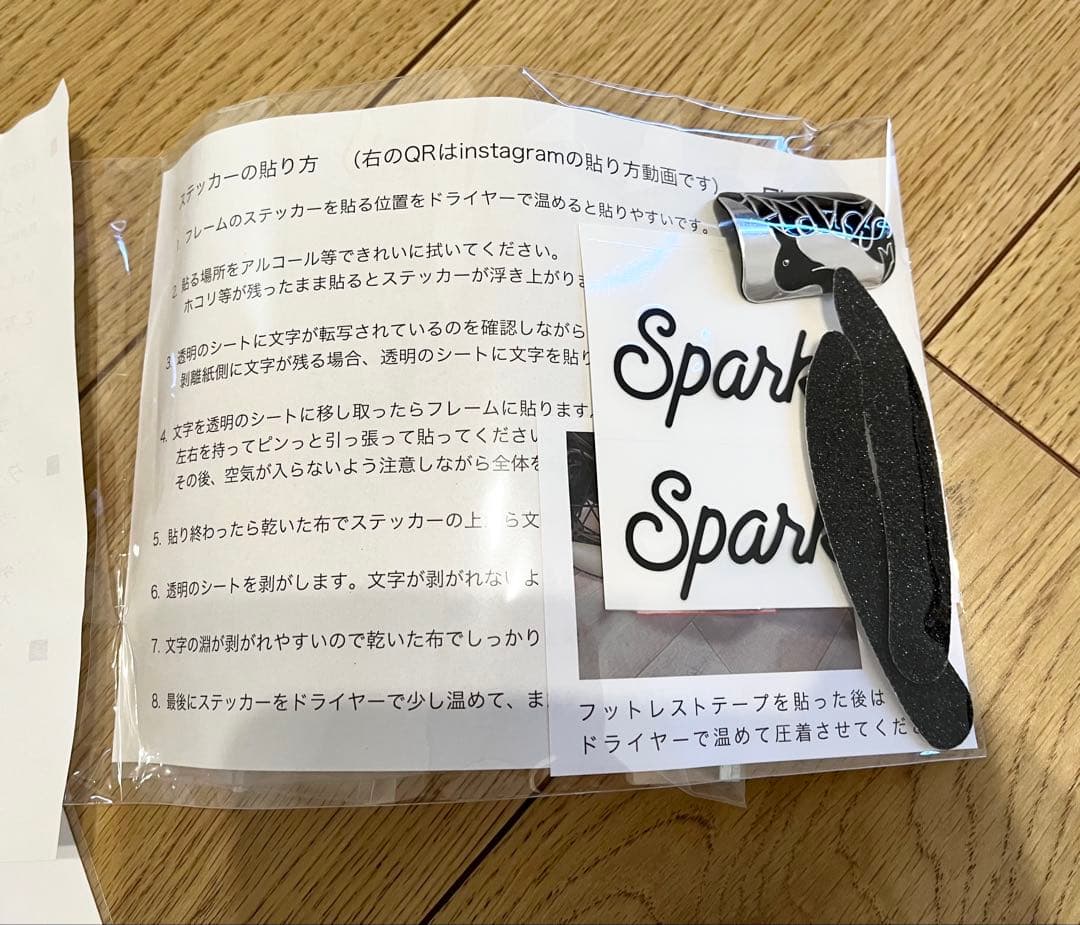 ステッカーの貼り方 (右のQRはinstagramの貼り方動画です)
1. フレームのステッカーを貼る位置をドライヤーで温めると貼りやすいです。
2. 貼る場所をアルコール等できれいに拭いてください。
ホコリ等が残ったまま貼るとステッカーが浮き上がりま
3. 透明のシートに文字が転写されているのを確認しながら
剥離紙側に文字が残る場合、透明のシートに文字を貼り
4. 文字を透明のシートに移し取ったらフレームに貼ります
左右を持ってピンっと引っ張って貼ってください
その後、空気が入らないよう注意しながら全体を
5. 貼り終わったら乾いた布でステッカーの上から文
6. 透明のシートを剥がします。文字が剥がれないよ
7. 文字の淵が剥がれやすいので乾いた布でしっかり
8. 最後にステッカーをドライヤーで少し温めて、ま
Spark
Spark
フットレストテープを貼った後は
ドライヤーで温めて圧着させてくださ